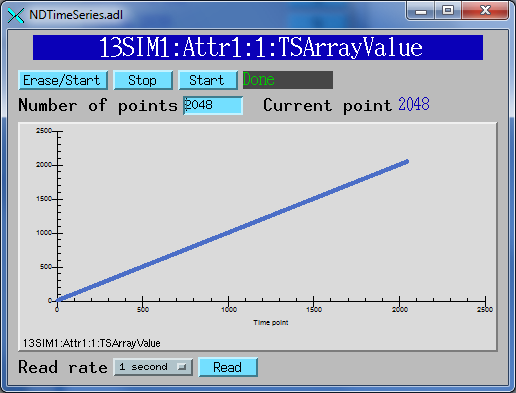 NDTimeSeries.adl
13SIM1:Attr1:1:TSArrayValue
Erase/Start Stop Start Done
Number of points 2048 Current point 2048
2500
2000
1500
1000
500
0
0 500 1000 1500 2000 2500
Time point
13SIM1:Attr1:1:TSArrayValue
Read rate 1 second Read